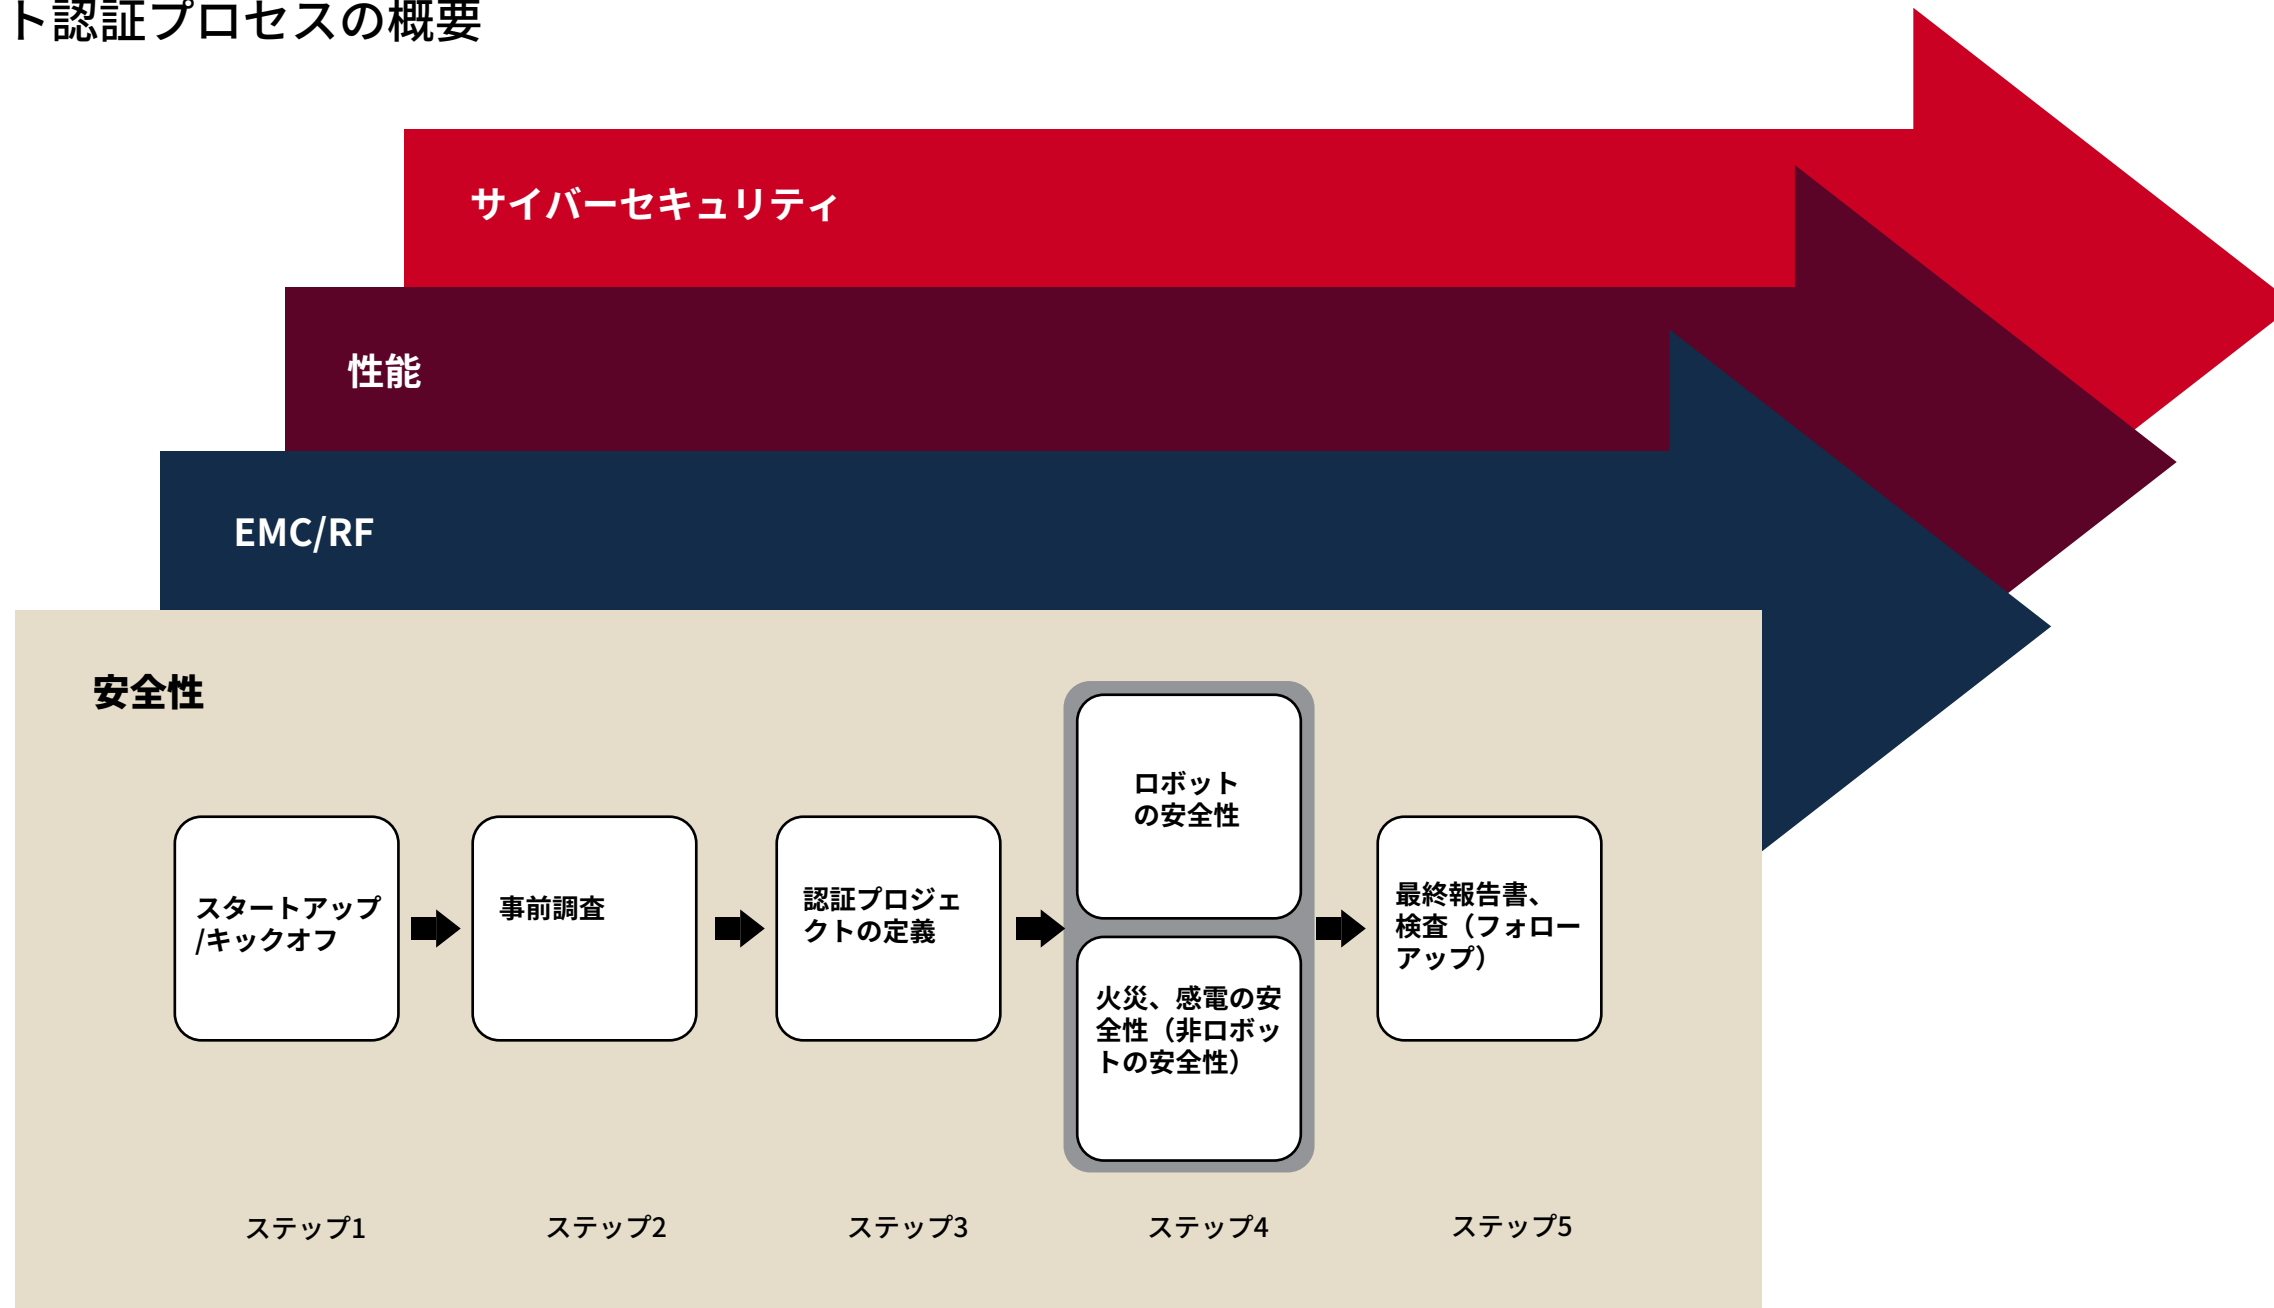 ト認証プロセスの概要
サイバーセキュリティ
性能
EMC/RF
安全性
スタートアップ
/キックオフ
事前調査
認証プロジェ
クトの定義
ロボット
の安全性
火災、感電の安
全性（非ロボッ
トの安全性）
最終報告書、
検査（フォロー
アップ）
ステップ1
ステップ2
ステップ3
ステップ4
ステップ5